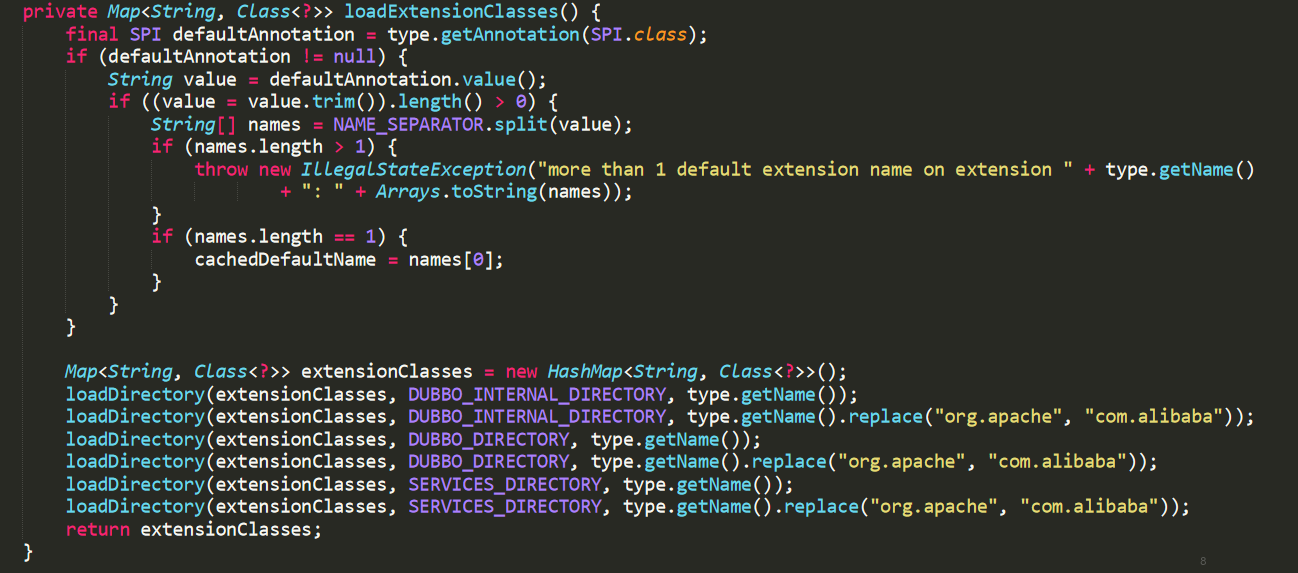 private Map<String, Class<?>> loadExtensionClasses() {
    final SPI defaultAnnotation = type.getAnnotation(SPI.class);
    if (defaultAnnotation != null) {
        String value = defaultAnnotation.value();
        if ((value = value.trim()).length() > 0) {
            String[] names = NAME_SEPARATOR.split(value);
            if (names.length > 1) {
                throw new IllegalStateException("more than 1 default extension name on extension " + type.getName()
                        + ": " + Arrays.toString(names));
            }
            if (names.length == 1) {
                cachedDefaultName = names[0];
            }
        }
    }
    Map<String, Class<?>> extensionClasses = new HashMap<String, Class<?>>();
    loadDirectory(extensionClasses, DUBBO_INTERNAL_DIRECTORY, type.getName());
    loadDirectory(extensionClasses, DUBBO_INTERNAL_DIRECTORY, type.getName().replace("org.apache", "com.alibaba"));
    loadDirectory(extensionClasses, DUBBO_DIRECTORY, type.getName());
    loadDirectory(extensionClasses, DUBBO_DIRECTORY, type.getName().replace("org.apache", "com.alibaba"));
    loadDirectory(extensionClasses, SERVICES_DIRECTORY, type.getName());
    loadDirectory(extensionClasses, SERVICES_DIRECTORY, type.getName().replace("org.apache", "com.alibaba"));
    return extensionClasses;
}
8